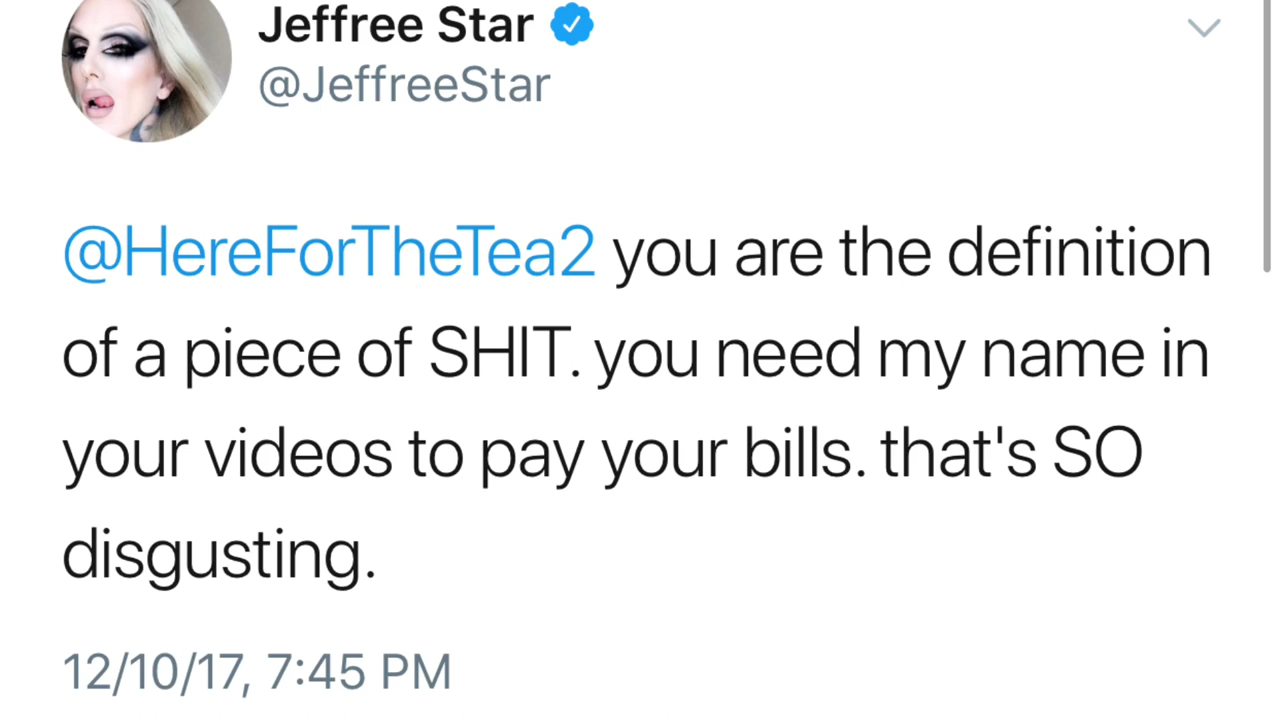 Jeffree Star
@JeffreeStar
@HereForTheTea2 you are the definition
of a piece of SHIT. you need my name in
your videos to pay your bills. that's SO
disgusting.
12/10/17, 7:45 PM